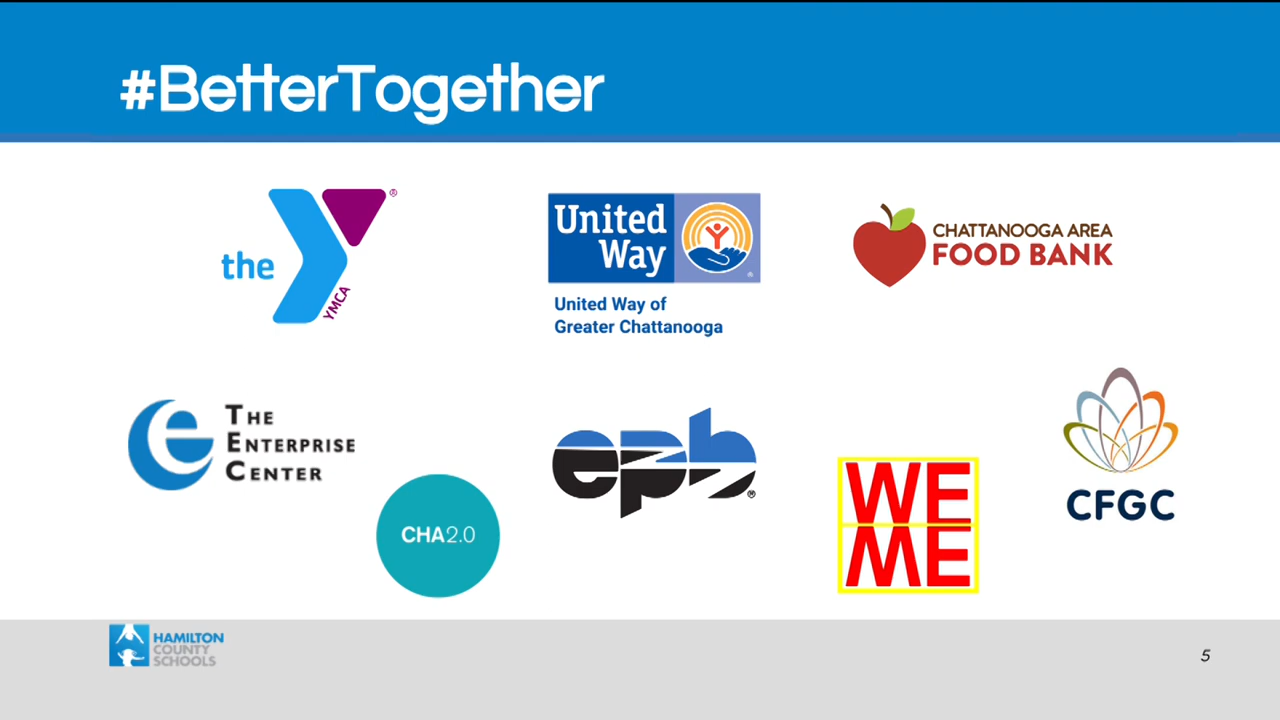 #BetterTogether
the
YMCA
®
United
Way
®
United Way of
Greater Chattanooga
CHATTANOOGA AREA
FOOD BANK
e
THE
ENTERPRISE
CENTER
CHA2.0
epb
®
WE
ME
CFGC
HAMILTON
COUNTY
SCHOOLS
5